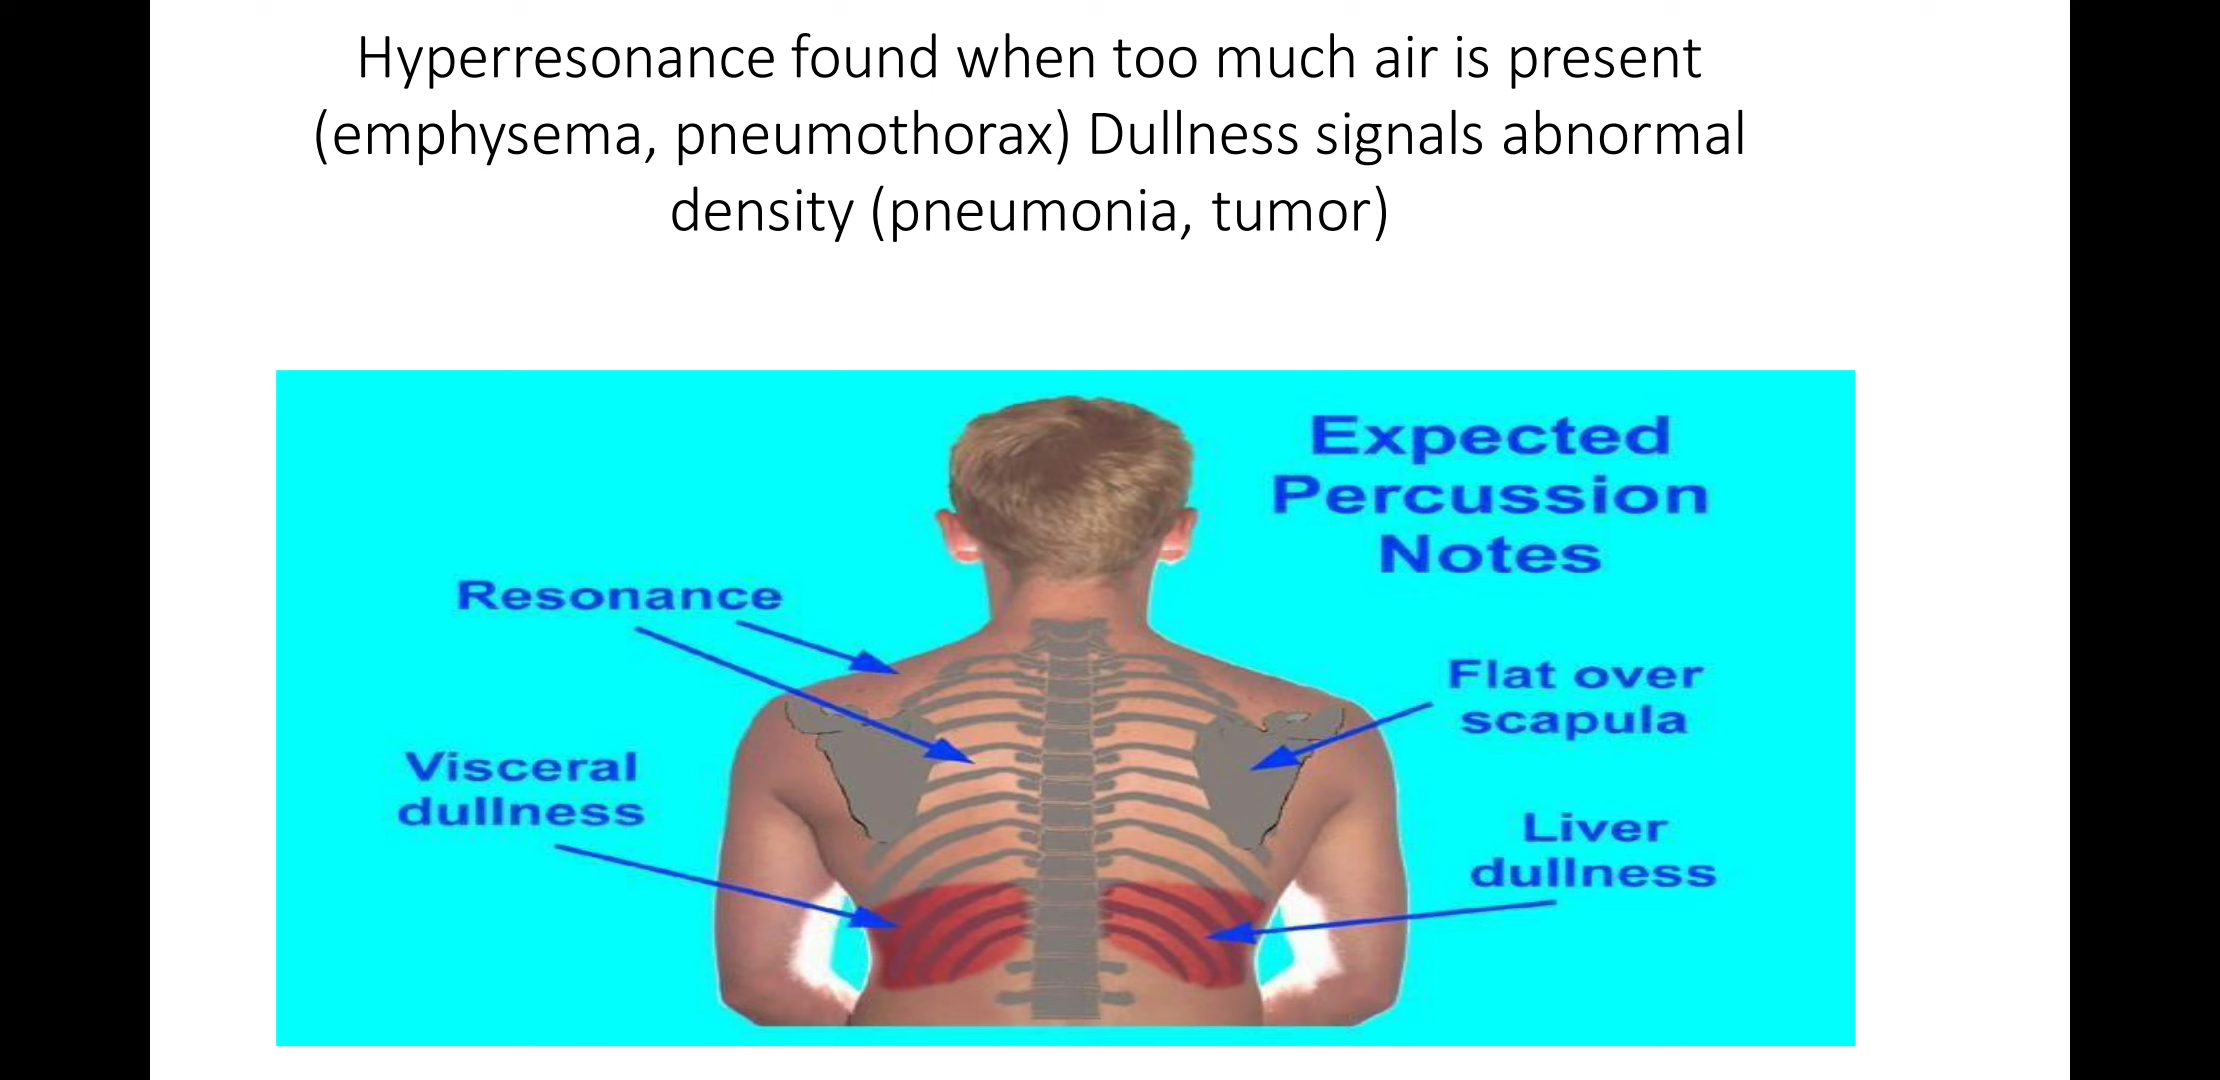 Hyperresonance found when too much air is present
(emphysema, pneumothorax) Dullness signals abnormal
density (pneumonia, tumor)
Expected
Percussion
Notes
Resonance
Flat over
scapula
Visceral
dullness
Liver
dullness